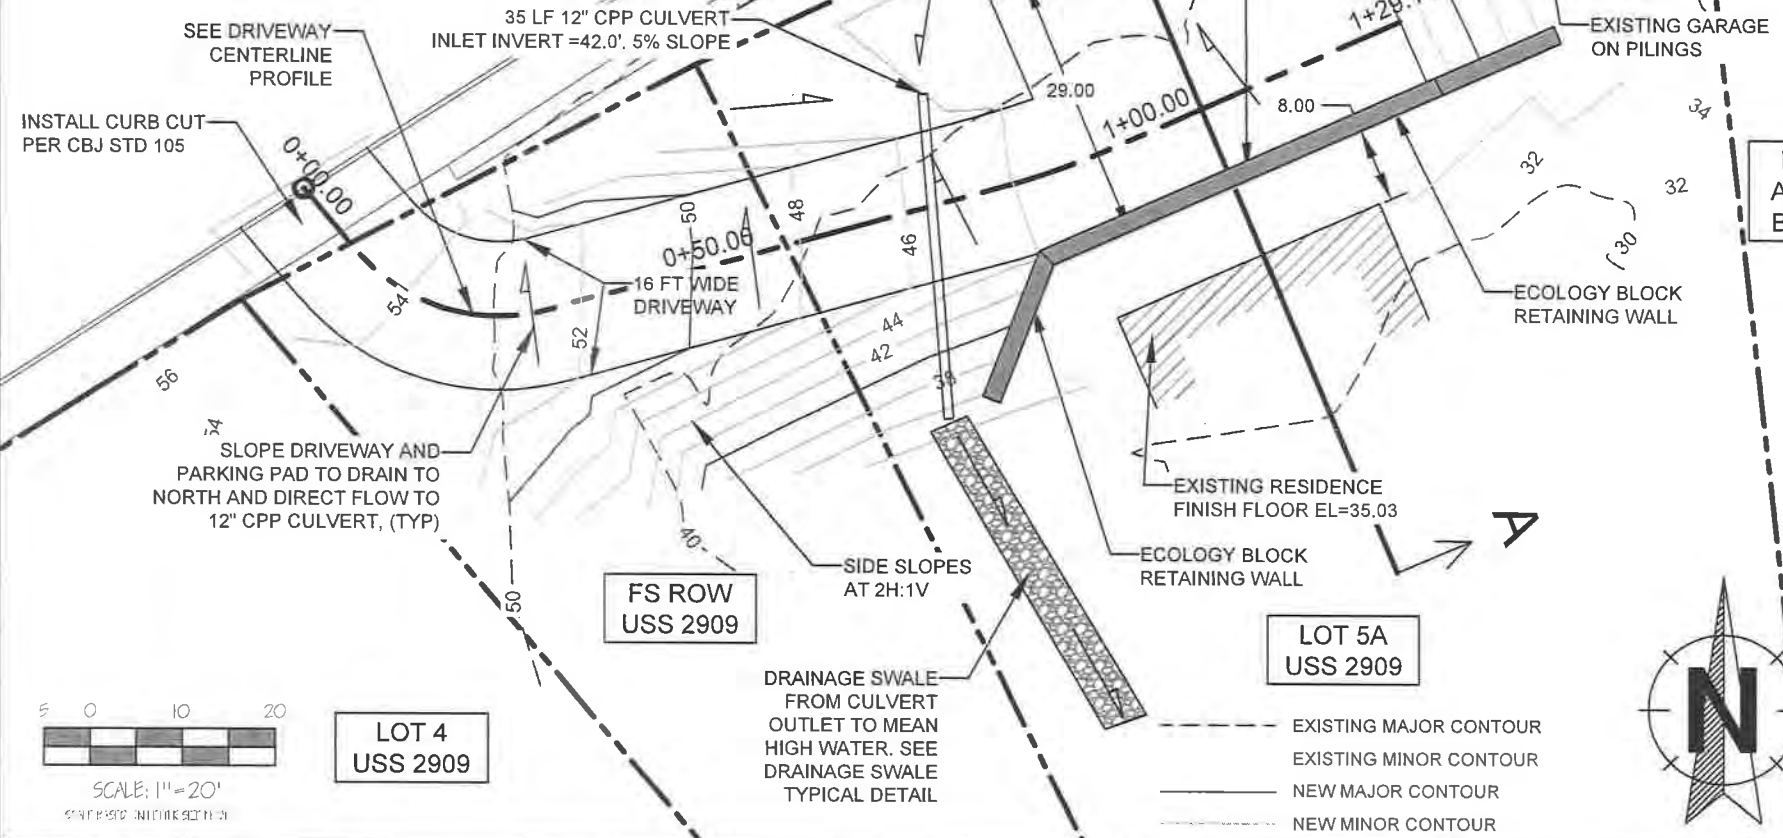 35 LF 12" CPP CULVERT
INLET INVERT =42.0'. 5% SLOPE
SEE DRIVEWAY
CENTERLINE
PROFILE
INSTALL CURB CUT
PER CBJ STD 105
0+00.00
EXISTING GARAGE
ON PILINGS
29.00
1+00.00
8.00
34
32
32
30
A
50
48
46
0+50.06
16 FT WIDE
DRIVEWAY
54
52
44
42
38
56
54
ECOLOGY BLOCK
RETAINING WALL
SLOPE DRIVEWAY AND
PARKING PAD TO DRAIN TO
NORTH AND DIRECT FLOW TO
12" CPP CULVERT, (TYP)
EXISTING RESIDENCE
FINISH FLOOR EL=35.03
A
40
50
SIDE SLOPES
AT 2H:1V
ECOLOGY BLOCK
RETAINING WALL
FS ROW
USS 2909
LOT 5A
USS 2909
DRAINAGE SWALE
FROM CULVERT
OUTLET TO MEAN
HIGH WATER. SEE
DRAINAGE SWALE
TYPICAL DETAIL
5 0 10 20
SCALE: 1"=20'
LOT 4
USS 2909
N
EXISTING MAJOR CONTOUR
EXISTING MINOR CONTOUR
NEW MAJOR CONTOUR
NEW MINOR CONTOUR